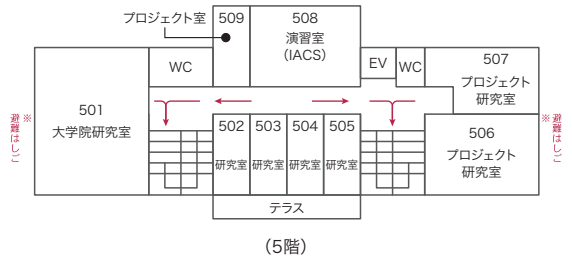 プロジェクト室
509
508
演習室
(IACS)
WC
EV
WC
507
プロジェクト
研究室
501
大学院研究室
※避難はしご
502
研究室
503
研究室
504
研究室
505
研究室
506
プロジェクト
研究室
※避難はしご
テラス
(5階)